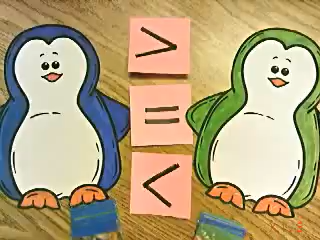 >
=
<